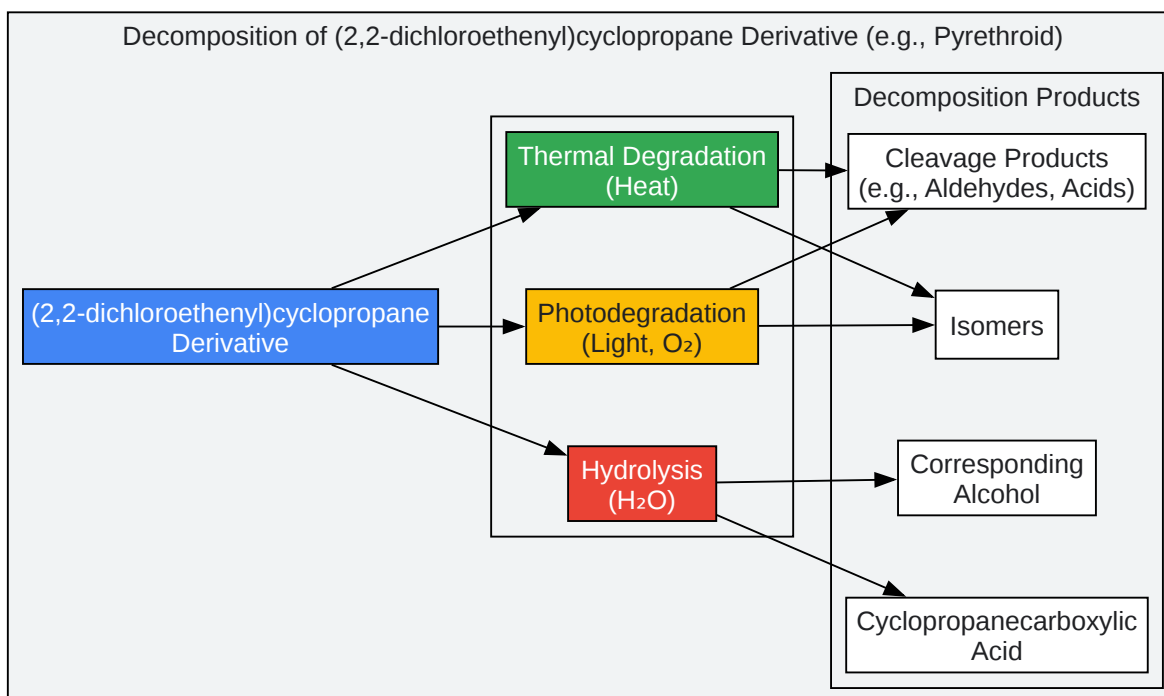 Decomposition of (2,2-dichloroethenyl)cyclopropane Derivative (e.g., Pyrethroid)
Decomposition Products
Thermal Degradation
(Heat)
Cleavage Products
(e.g., Aldehydes, Acids)
(2,2-dichloroethenyl)cyclopropane
Derivative
Photodegradation
(Light, O₂)
Isomers
Hydrolysis
(H₂O)
Corresponding
Alcohol
Cyclopropanecarboxylic
Acid